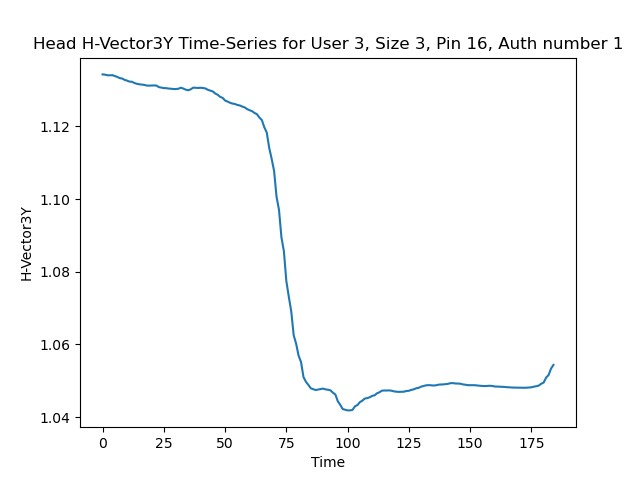 Head H-Vector3Y Time-Series for User 3, Size 3, Pin 16, Auth number 1
H-Vector3Y
1.12
1.10
1.08
1.06
1.04
0 25 50 75 100 125 150 175
Time